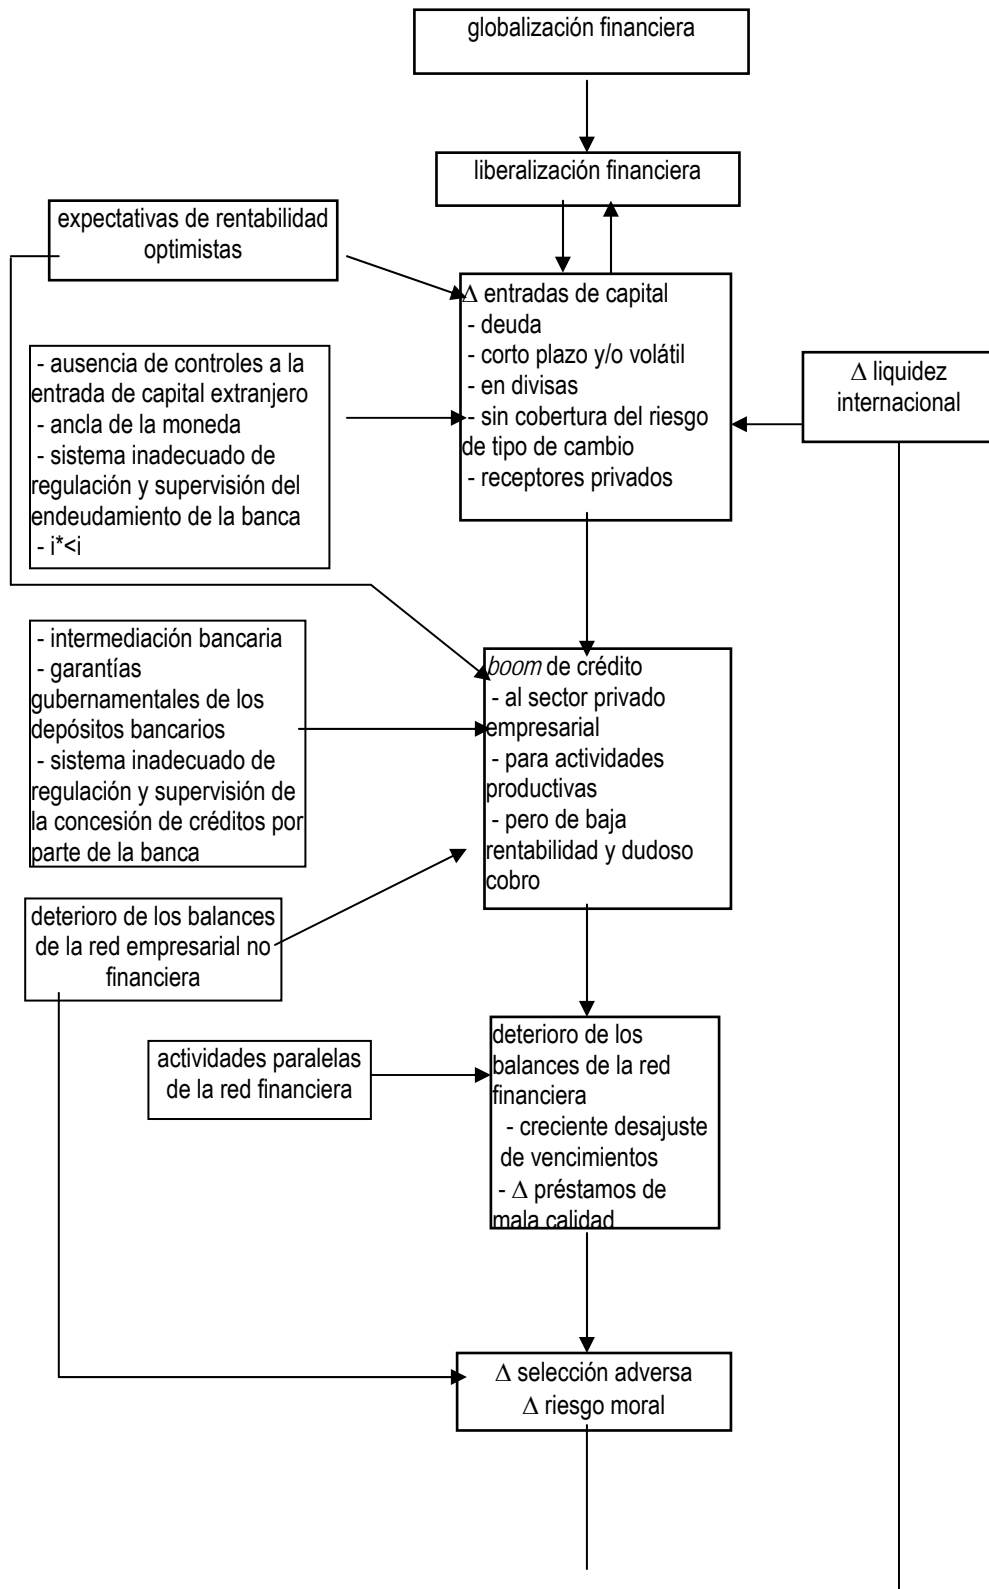 globalización financiera
liberalización financiera
expectativas de rentabilidad
optimistas
∆ entradas de capital
- deuda
- corto plazo y/o volátil
- en divisas
- sin cobertura del riesgo
de tipo de cambio
- receptores privados
- ausencia de controles a la
entrada de capital extranjero
- ancla de la moneda
- sistema inadecuado de
regulación y supervisión del
endeudamiento de la banca
- i*<i
∆ liquidez
internacional
- intermediación bancaria
- garantías
gubernamentales de los
depósitos bancarios
- sistema inadecuado de
regulación y supervisión de
la concesión de créditos por
parte de la banca
boom de crédito
- al sector privado
empresarial
- para actividades
productivas
- pero de baja
rentabilidad y dudoso
cobro
deterioro de los balances
de la red empresarial no
financiera
actividades paralelas
de la red financiera
deterioro de los
balances de la red
financiera
- creciente desajuste
de vencimientos
- ∆ préstamos de
mala calidad
∆ selección adversa
∆ riesgo moral